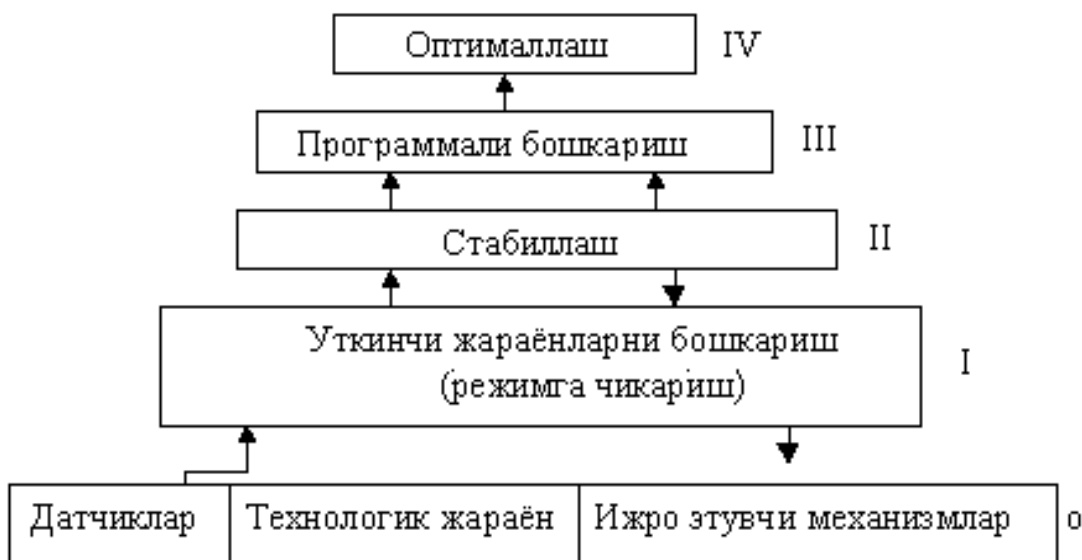 Оптималлаш IV
Программали бошкариш III
Стабиллаш II
Уткинчи жараёнларни бошкариш
(режимга чикариш) I
Датчиклар Технологик жараён Ижро этувчи механизмлар о